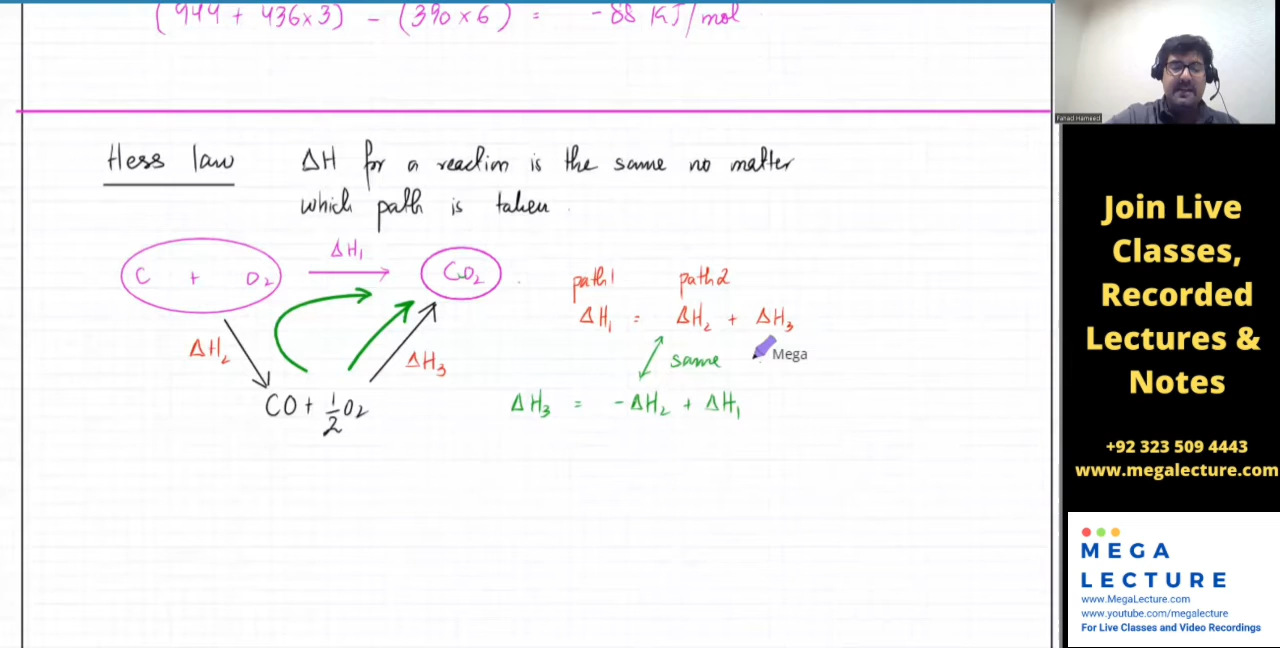 (944 + 436×3) - (390×6) = -88 KJ/mol
Hess law ΔH for a reaction is the same no matter
which path is taken.
C + O2 ΔH1 CO2
path1 path2
ΔH1 = ΔH2 + ΔH3
ΔH2 ΔH3
same
Mega
CO + 1/2 O2
ΔH3 = -ΔH2 + ΔH1
Fahad Hameed
Join Live
Classes,
Recorded
Lectures &
Notes
+92 323 509 4443
www.megalecture.com
MEGA
LECTURE
www.MegaLecture.com
www.youtube.com/megalecture
For Live Classes and Video Recordings